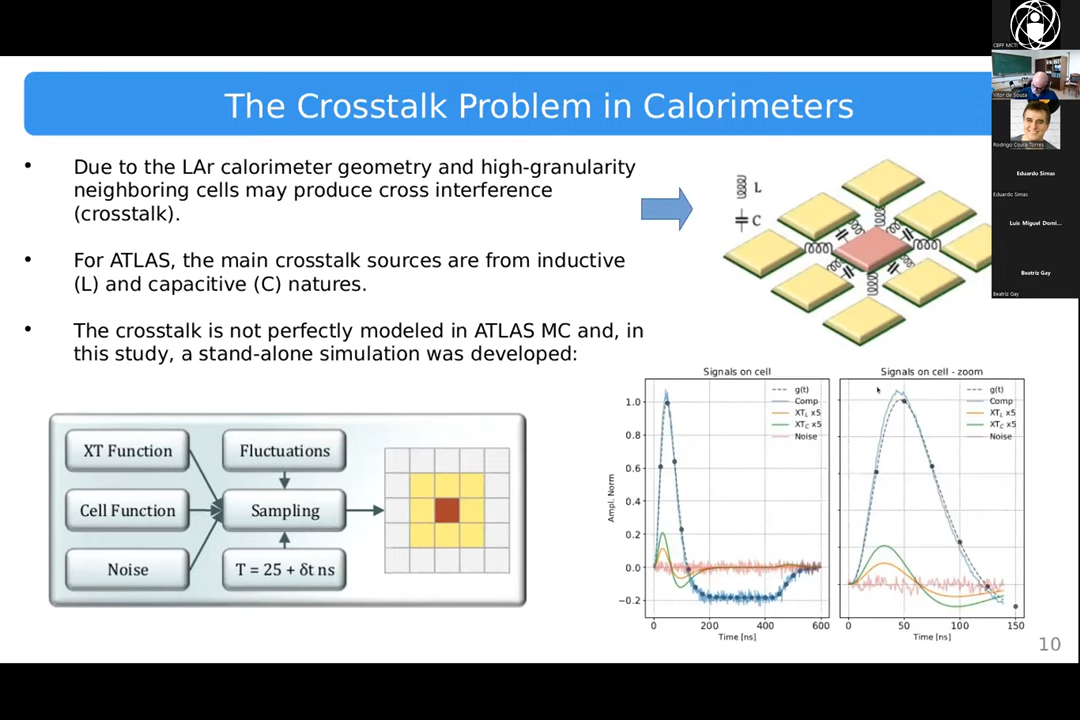 The Crosstalk Problem in Calorimeters
• Due to the LAr calorimeter geometry and high-granularity
neighboring cells may produce cross interference
(crosstalk).
• For ATLAS, the main crosstalk sources are from inductive
(L) and capacitive (C) natures.
• The crosstalk is not perfectly modeled in ATLAS MC and, in
this study, a stand-alone simulation was developed:
L
C
XT Function
Fluctuations
Cell Function
Sampling
Noise
T = 25 + δt ns
Signals on cell
g(t)
Comp
XT_L x5
XT_C x5
Noise
Ampl. Norm
1.0
0.8
0.6
0.4
0.2
0.0
−0.2
0 200 400 600
Time [ns]
Signals on cell - zoom
g(t)
Comp
XT_L x5
XT_C x5
Noise
0 50 100 150
Time [ns]
10
CBPF MCTI
Vitor de Souza
Rodrigo Coura Torres
Eduardo Simas
Eduardo Simas
Luis Miguel Domi...
Beatriz Gay
Beatriz Gay